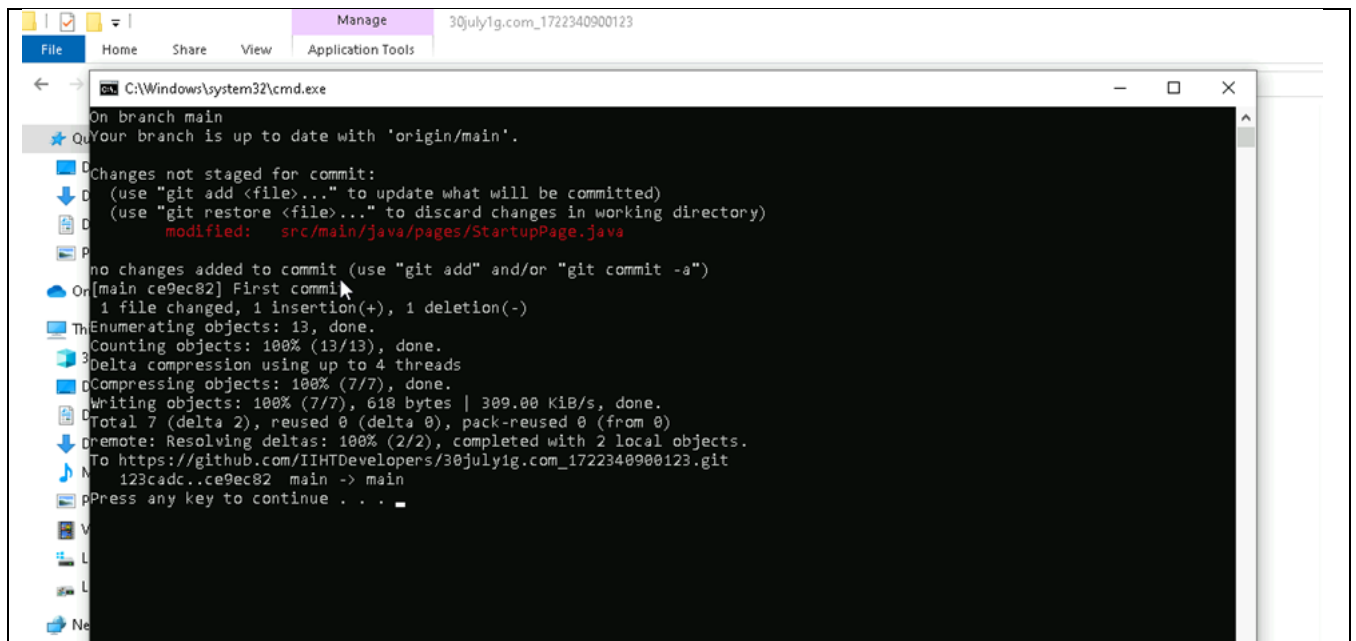 Manage
30july1g.com_1722340900123
File Home Share View Application Tools
C:\Windows\system32\cmd.exe
On branch main
Your branch is up to date with 'origin/main'.
Changes not staged for commit:
(use "git add <file>..." to update what will be committed)
(use "git restore <file>..." to discard changes in working directory)
modified: src/main/java/pages/StartupPage.java
no changes added to commit (use "git add" and/or "git commit -a")
[main ce9ec82] First commit
1 file changed, 1 insertion(+), 1 deletion(-)
Enumerating objects: 13, done.
Counting objects: 100% (13/13), done.
Delta compression using up to 4 threads
Compressing objects: 100% (7/7), done.
Writing objects: 100% (7/7), 618 bytes | 309.00 KiB/s, done.
Total 7 (delta 2), reused 0 (delta 0), pack-reused 0 (from 0)
remote: Resolving deltas: 100% (2/2), completed with 2 local objects.
To https://github.com/IIHTDevelopers/30july1g.com_1722340900123.git
123cadc..ce9ec82 main -> main
Press any key to continue . . .